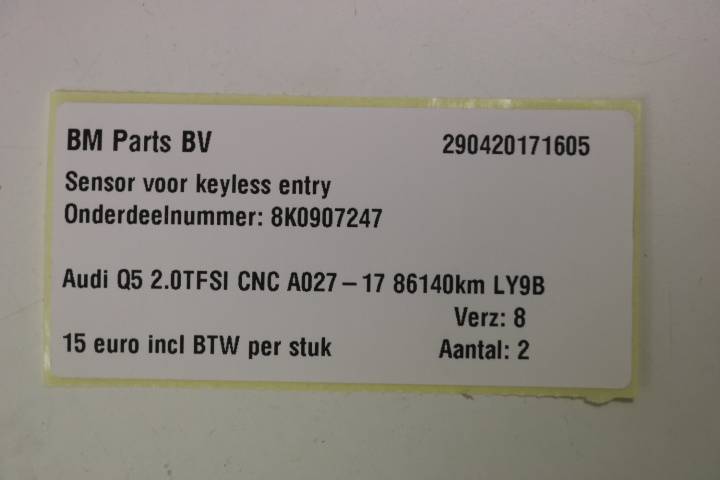 BM Parts BV 290420171605
Sensor voor keyless entry
Onderdeelnummer: 8K0907247
Audi Q5 2.0TFSI CNC A027-17 86140km LY9B
Verz: 8
15 euro incl BTW per stuk Aantal: 2